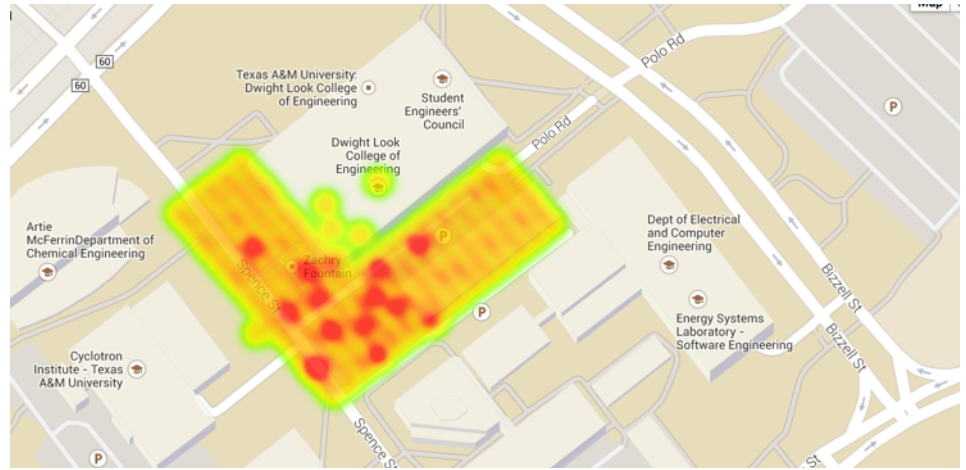 Map
60
60
Polo Rd
Texas A&M University:
Dwight Look College
of Engineering
Student
Engineers'
Council
P
Polo Rd
Dwight Look
College of
Engineering
Artie
McFerrinDepartment of
Chemical Engineering
Dept of Electrical
and Computer
Engineering
P
Zachry
Fountain
Spence St
Bizzell St
P
Energy Systems
Laboratory -
Software Engineering
Bizzell St
Cyclotron
Institute - Texas
A&M University
Spence St
P
St